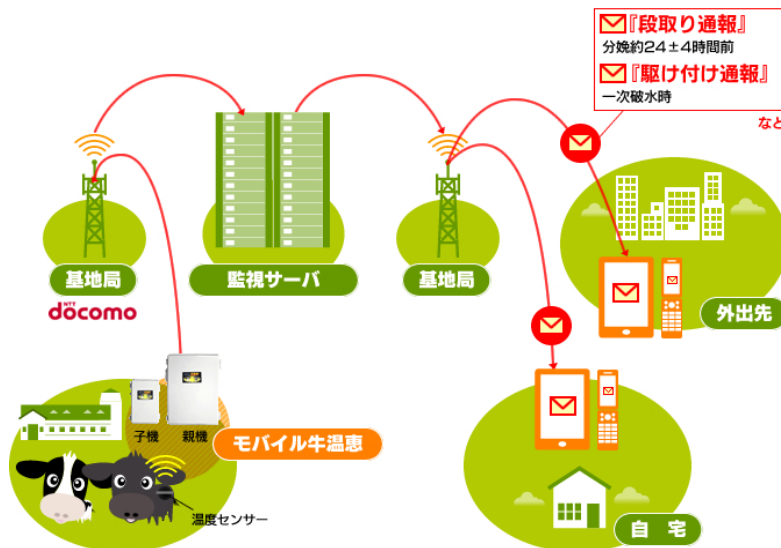 『段取り通報』
分娩約24±4時間前
『駆け付け通報』
一次破水時
など
基地局
監視サーバ
基地局
外出先
NTT
döcomo
子機
親機
モバイル牛温恵
温度センサー
自宅